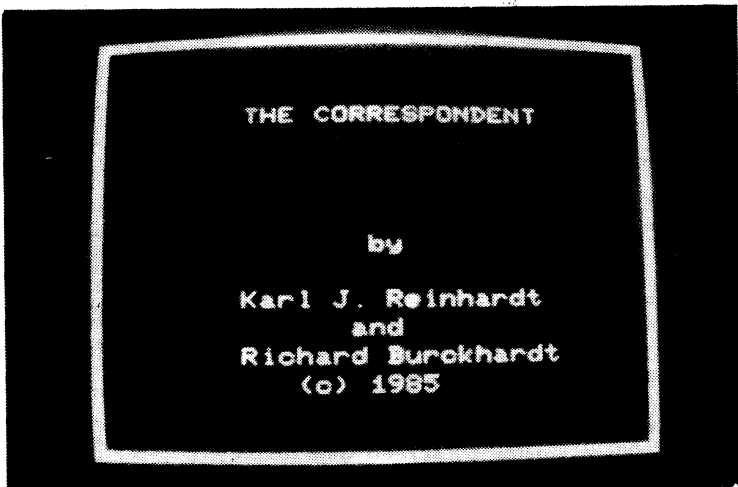 THE CORRESPONDENT
by
Karl J. Reinhardt
and
Richard Burckhardt
(c) 1985